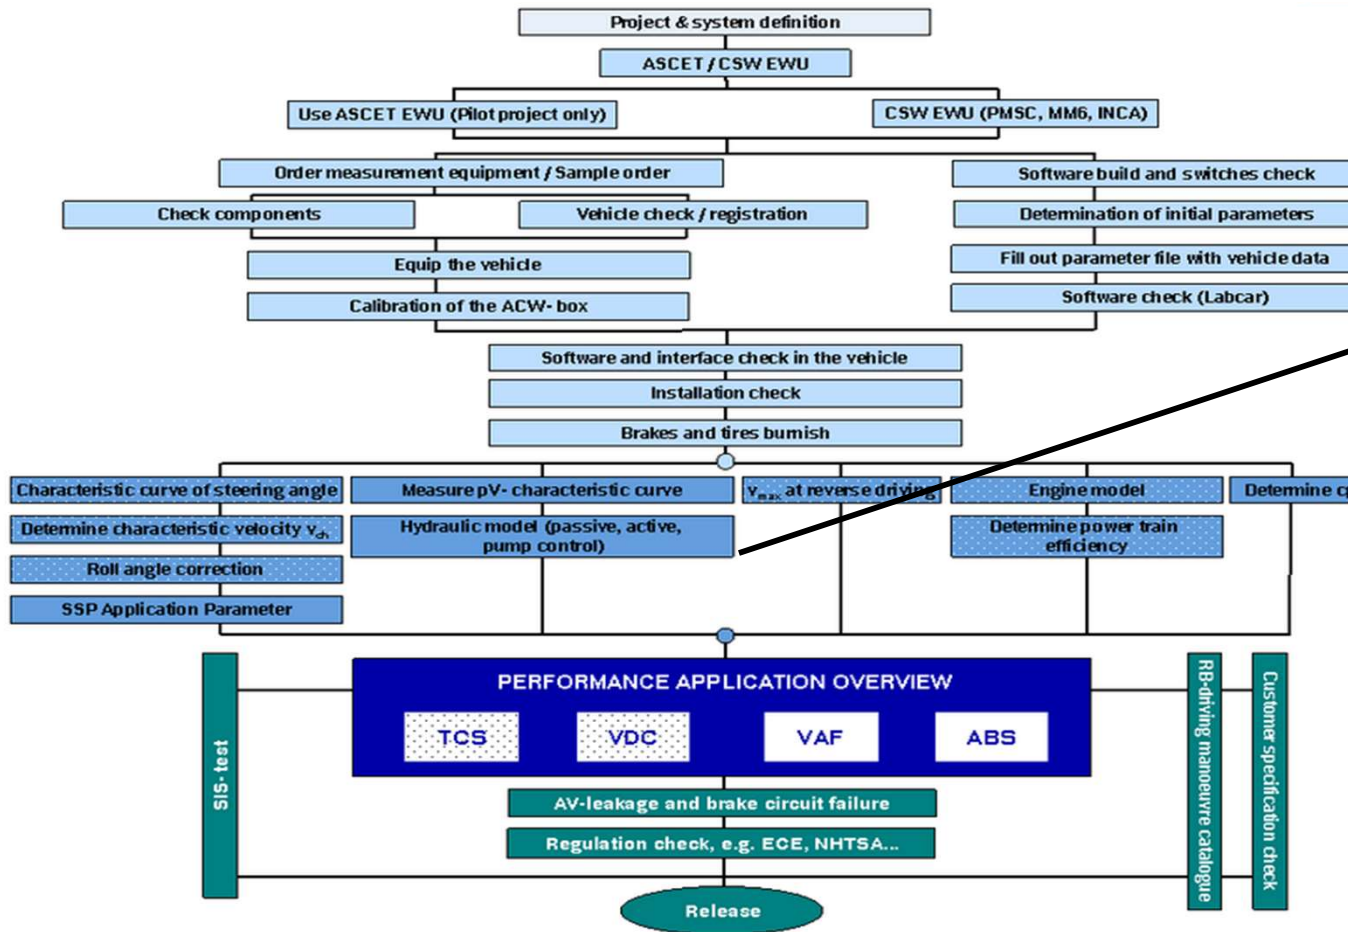 Project & system definition
ASCET / CSW EWU
Use ASCET EWU (Pilot project only)
CSW EWU (PMSC, MM6, INCA)
Order measurement equipment / Sample order
Software build and switches check
Check components
Vehicle check / registration
Determination of initial parameters
Equip the vehicle
Fill out parameter file with vehicle data
Calibration of the ACW- box
Software check (Labcar)
Software and interface check in the vehicle
Installation check
Brakes and tires burnish
Characteristic curve of steering angle
Measure pV- characteristic curve
vmax at reverse driving
Engine model
Determine
Determine characteristic velocity vch
Hydraulic model (passive, active,
pump control)
Determine power train
efficiency
Roll angle correction
SSP Application Parameter
SIS- test
PERFORMANCE APPLICATION OVERVIEW
TCS
VDC
VAF
ABS
RB-driving manoeuvre catalogue
Customer specification check
AV-leakage and brake circuit failure
Regulation check, e.g. ECE, NHTSA...
Release